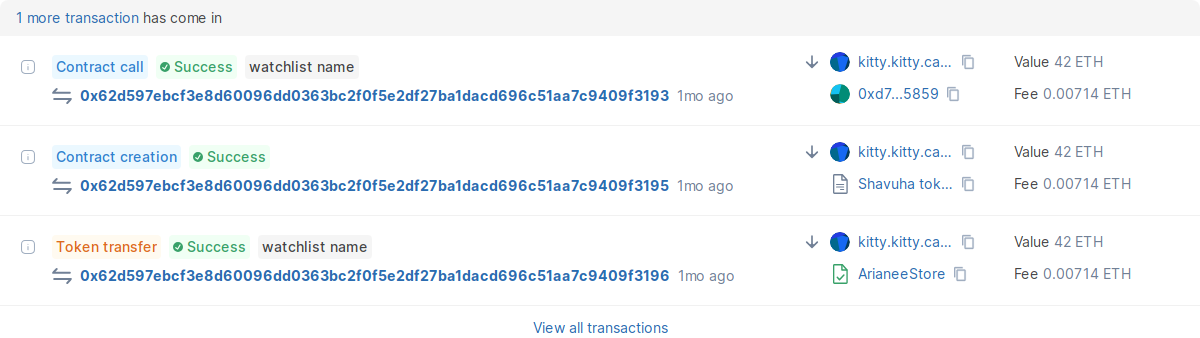 1 more transaction has come in
Contract call Success watchlist name
0x62d597ebcf3e8d60096dd0363bc2f0f5e2df27ba1dacd696c51aa7c9409f3193 1mo ago
kitty.kitty.ca...
0xd7...5859
Value 42 ETH
Fee 0.00714 ETH
Contract creation Success
0x62d597ebcf3e8d60096dd0363bc2f0f5e2df27ba1dacd696c51aa7c9409f3195 1mo ago
kitty.kitty.ca...
Shavuha tok...
Value 42 ETH
Fee 0.00714 ETH
Token transfer Success watchlist name
0x62d597ebcf3e8d60096dd0363bc2f0f5e2df27ba1dacd696c51aa7c9409f3196 1mo ago
kitty.kitty.ca...
ArianeeStore
Value 42 ETH
Fee 0.00714 ETH
View all transactions